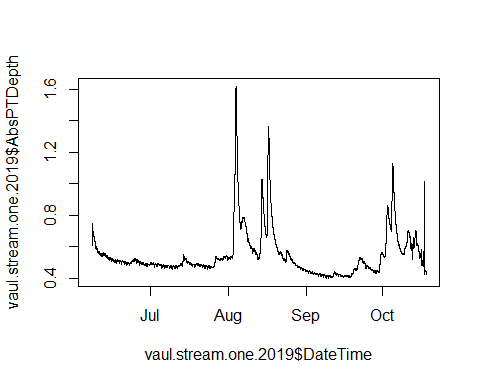 vaul.stream.one.2019$AbsPTDepth
1.6
1.2
0.8
0.4
Jul Aug Sep Oct
vaul.stream.one.2019$DateTime